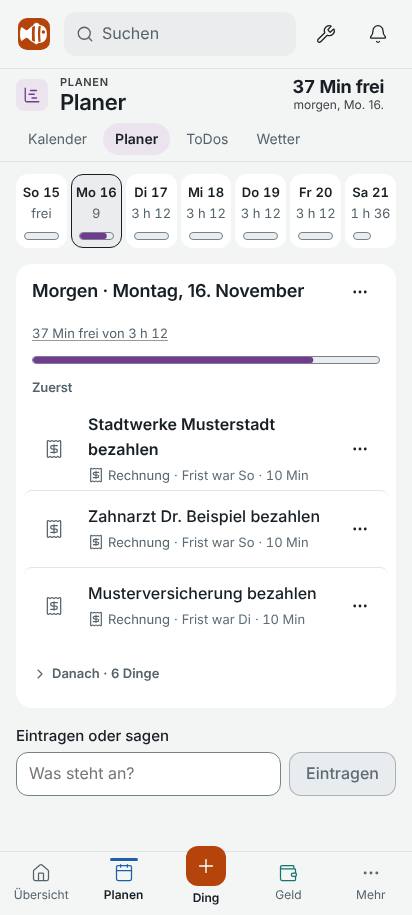 Suchen
PLANEN
Planer
37 Min frei
morgen, Mo. 16.
Kalender
Planer
ToDos
Wetter
So 15
frei
Mo 16
9
Di 17
3 h 12
Mi 18
3 h 12
Do 19
3 h 12
Fr 20
3 h 12
Sa 21
1 h 36
Morgen · Montag, 16. November
37 Min frei von 3 h 12
Zuerst
Stadtwerke Musterstadt
bezahlen
Rechnung · Frist war So · 10 Min
Zahnarzt Dr. Beispiel bezahlen
Rechnung · Frist war So · 10 Min
Musterversicherung bezahlen
Rechnung · Frist war Di · 10 Min
Danach · 6 Dinge
Eintragen oder sagen
Was steht an?
Eintragen
Übersicht
Planen
Ding
Geld
Mehr